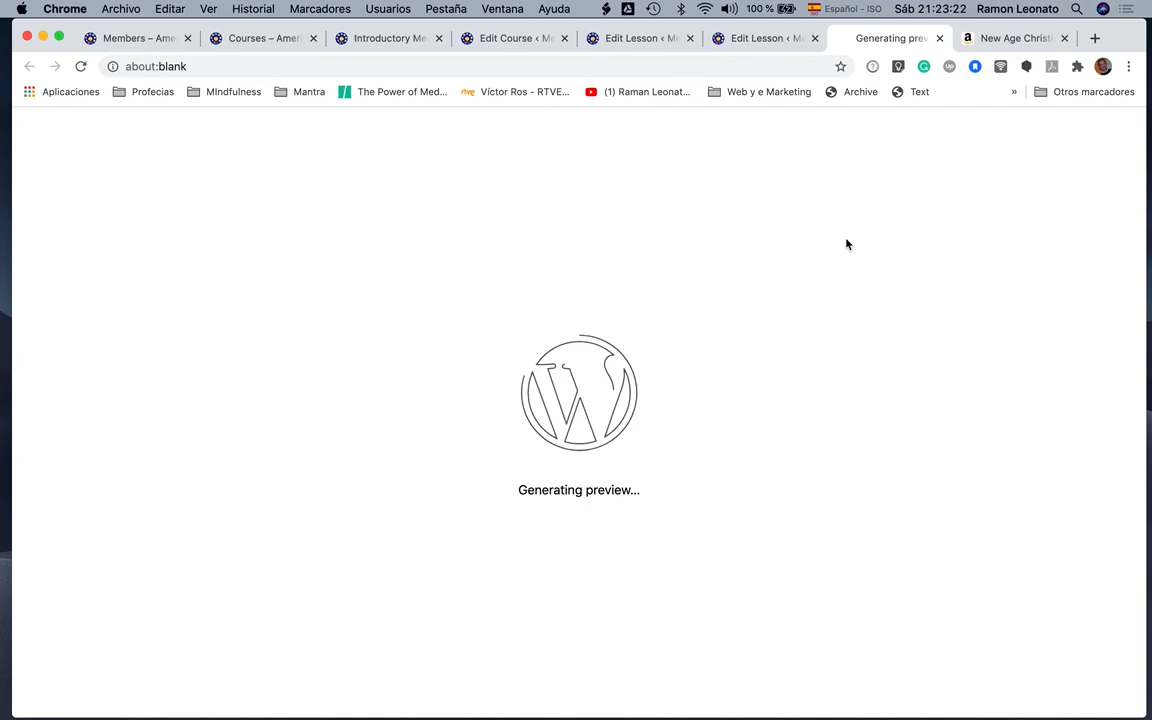 Chrome Archivo Editar Ver Historial Marcadores Usuarios Pestaña Ventana Ayuda 100 % Español - ISO Sáb 21:23:22 Ramon Leonato
Members – Ame Courses – Ameri Introductory Me Edit Course ‹ Me Edit Lesson ‹ Me Edit Lesson ‹ Me Generating prev New Age Christi
about:blank
Aplicaciones Profecias MIndfulness Mantra The Power of Med... rtve Víctor Ros - RTVE... (1) Raman Leonat... Web y e Marketing Archive Text » Otros marcadores
Generating preview...